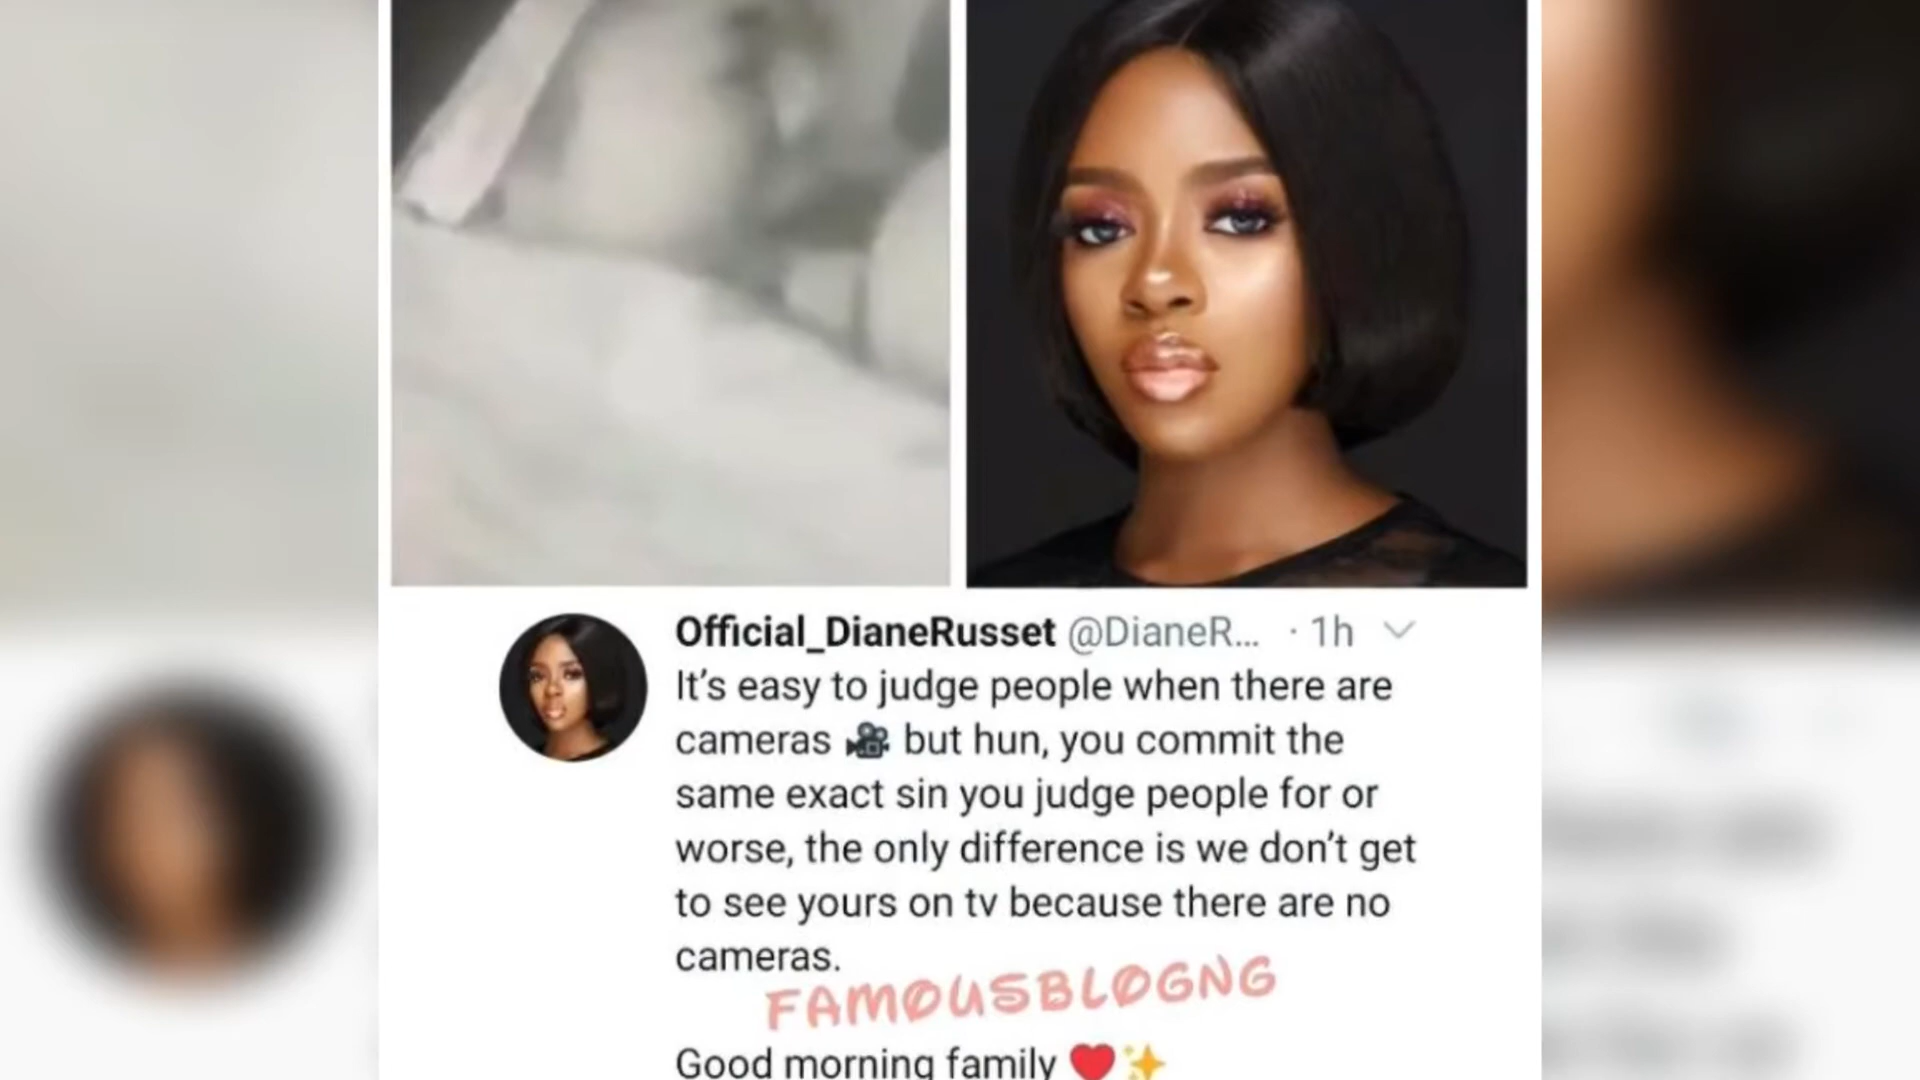 Official_DianeRusset @DianeR... · 1h
It's easy to judge people when there are
cameras 🎥 but hun, you commit the
same exact sin you judge people for or
worse, the only difference is we don't get
to see yours on tv because there are no
cameras.
FAMOUSBLOGNG
Good morning family ❤️✨